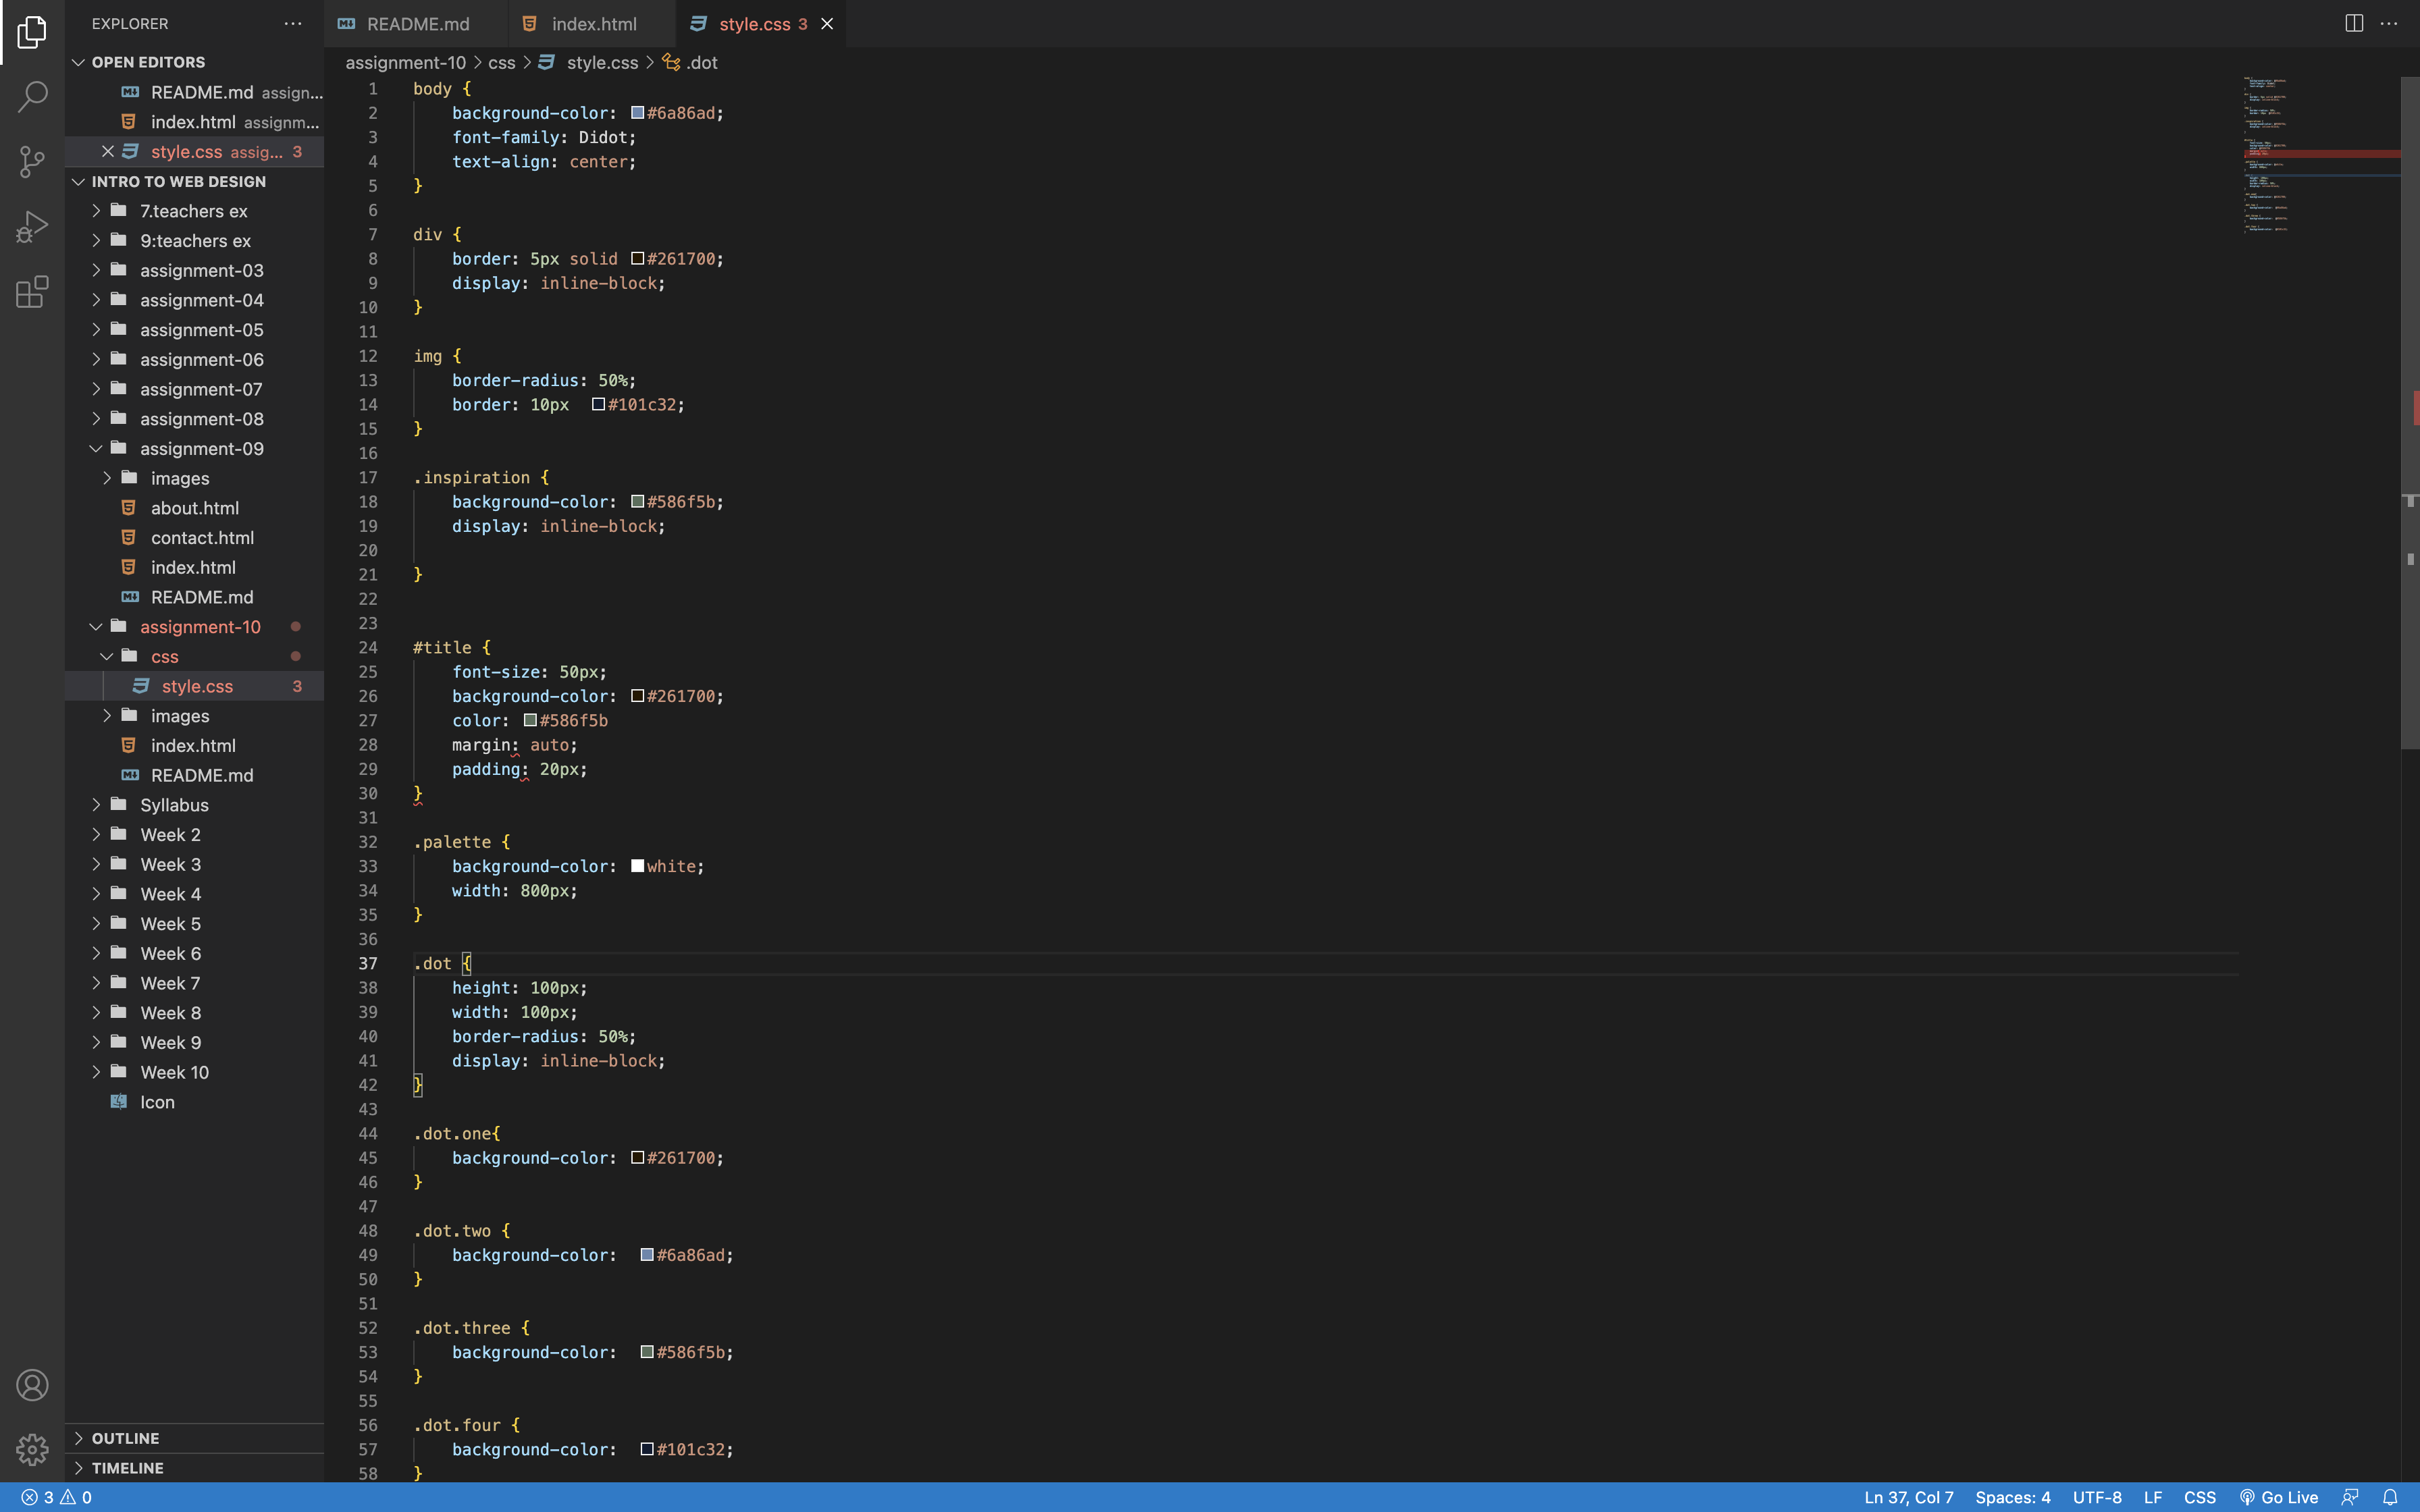 EXPLORER
OPEN EDITORS
README.md assign...
index.html assignm...
style.css assig... 3
INTRO TO WEB DESIGN
7.teachers ex
9:teachers ex
assignment-03
assignment-04
assignment-05
assignment-06
assignment-07
assignment-08
assignment-09
images
about.html
contact.html
index.html
README.md
assignment-10
css
style.css 3
images
index.html
README.md
Syllabus
Week 2
Week 3
Week 4
Week 5
Week 6
Week 7
Week 8
Week 9
Week 10
Icon
OUTLINE
TIMELINE
README.md index.html style.css 3
assignment-10 > css > style.css > .dot
1 body {
2     background-color: #6a86ad;
3     font-family: Didot;
4     text-align: center;
5 }
6
7 div {
8     border: 5px solid #261700;
9     display: inline-block;
10 }
11
12 img {
13     border-radius: 50%;
14     border: 10px  #101c32;
15 }
16
17 .inspiration {
18     background-color: #586f5b;
19     display: inline-block;
20
21 }
22
23
24 #title {
25     font-size: 50px;
26     background-color: #261700;
27     color: #586f5b
28     margin: auto;
29     padding: 20px;
30 }
31
32 .palette {
33     background-color: white;
34     width: 800px;
35 }
36
37 .dot {
38     height: 100px;
39     width: 100px;
40     border-radius: 50%;
41     display: inline-block;
42 }
43
44 .dot.one{
45     background-color: #261700;
46 }
47
48 .dot.two {
49     background-color:  #6a86ad;
50 }
51
52 .dot.three {
53     background-color:  #586f5b;
54 }
55
56 .dot.four {
57     background-color:  #101c32;
58 }
3 0
Ln 37, Col 7 Spaces: 4 UTF-8 LF CSS Go Live